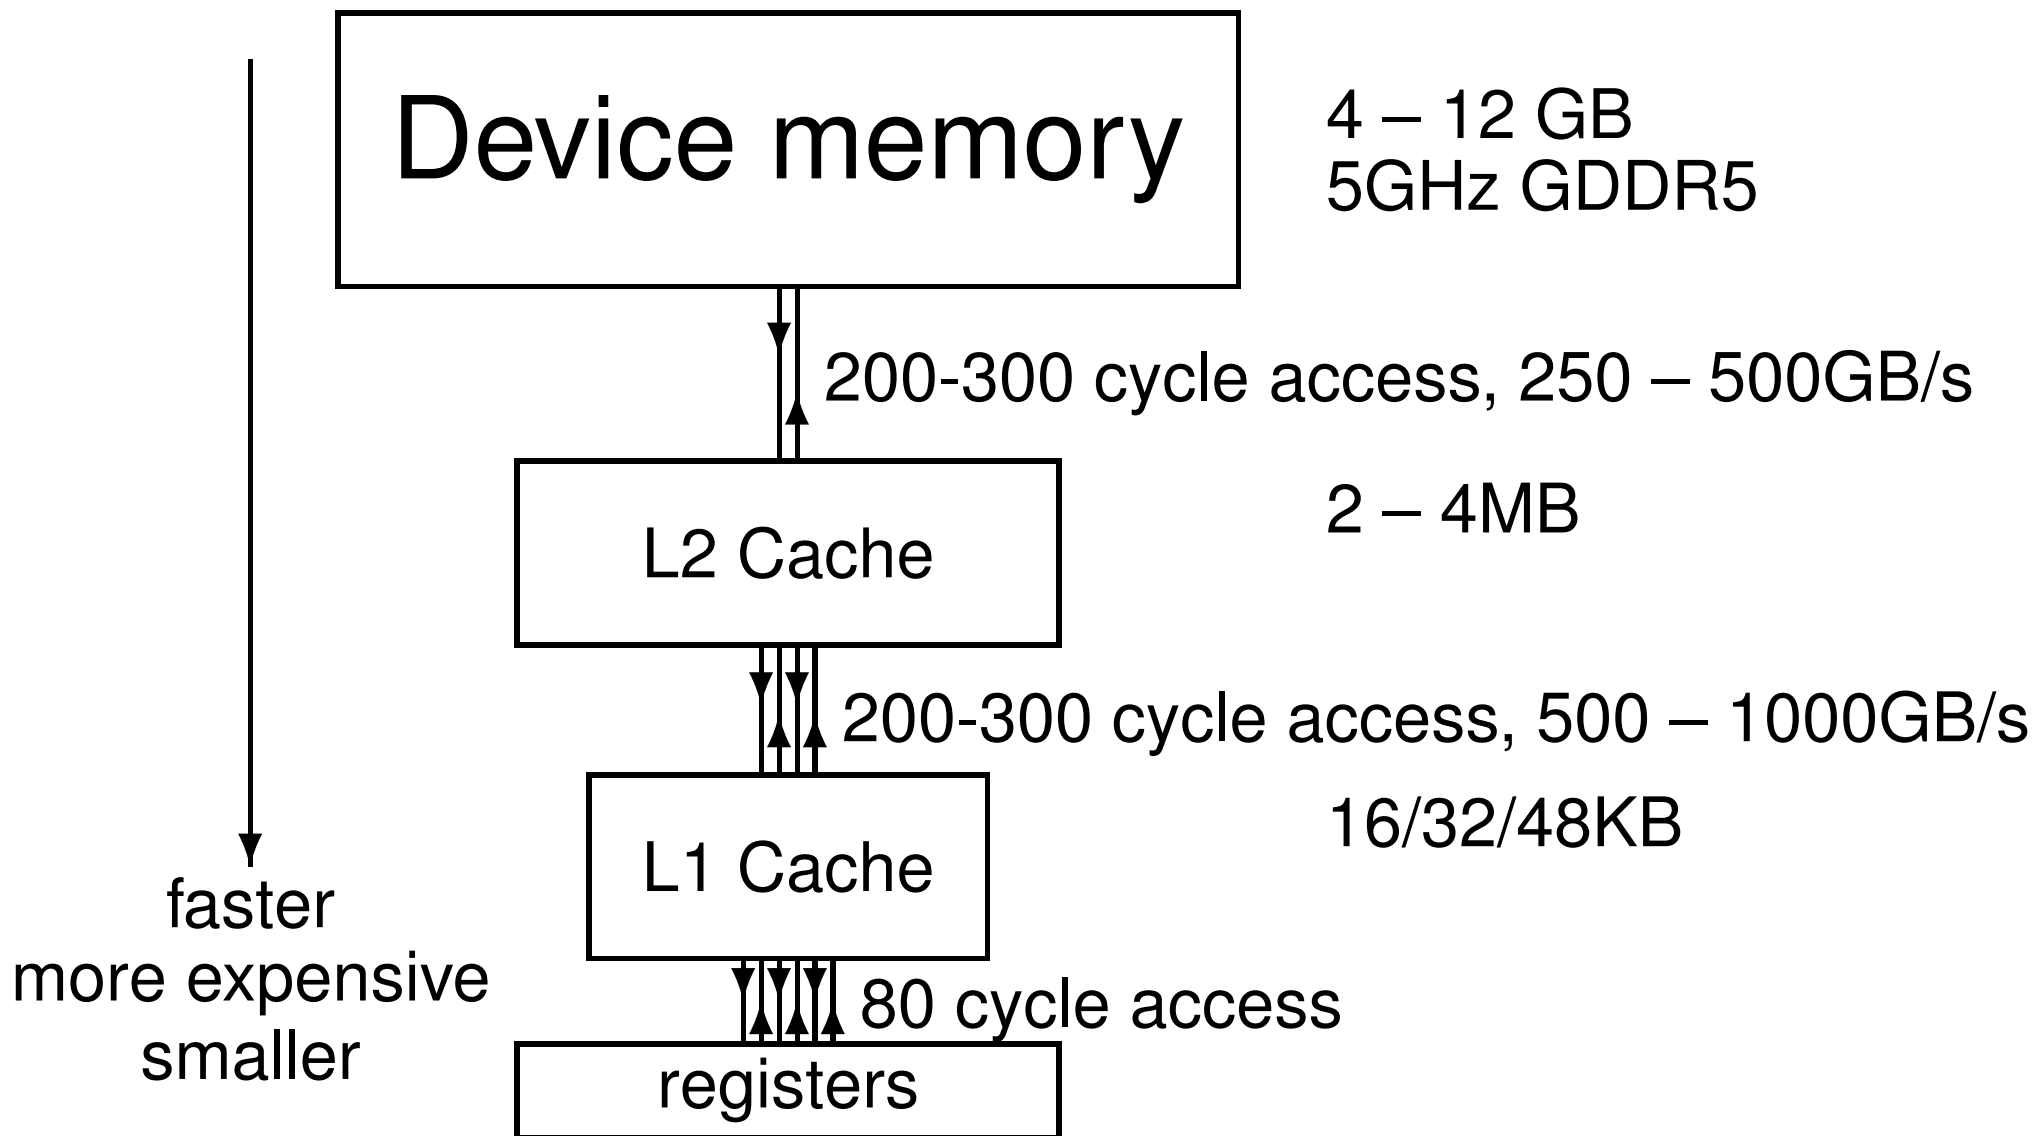 Device memory
4 – 12 GB
5GHz GDDR5
200-300 cycle access, 250 – 500GB/s
L2 Cache
2 – 4MB
200-300 cycle access, 500 – 1000GB/s
L1 Cache
16/32/48KB
faster
more expensive
smaller
80 cycle access
registers